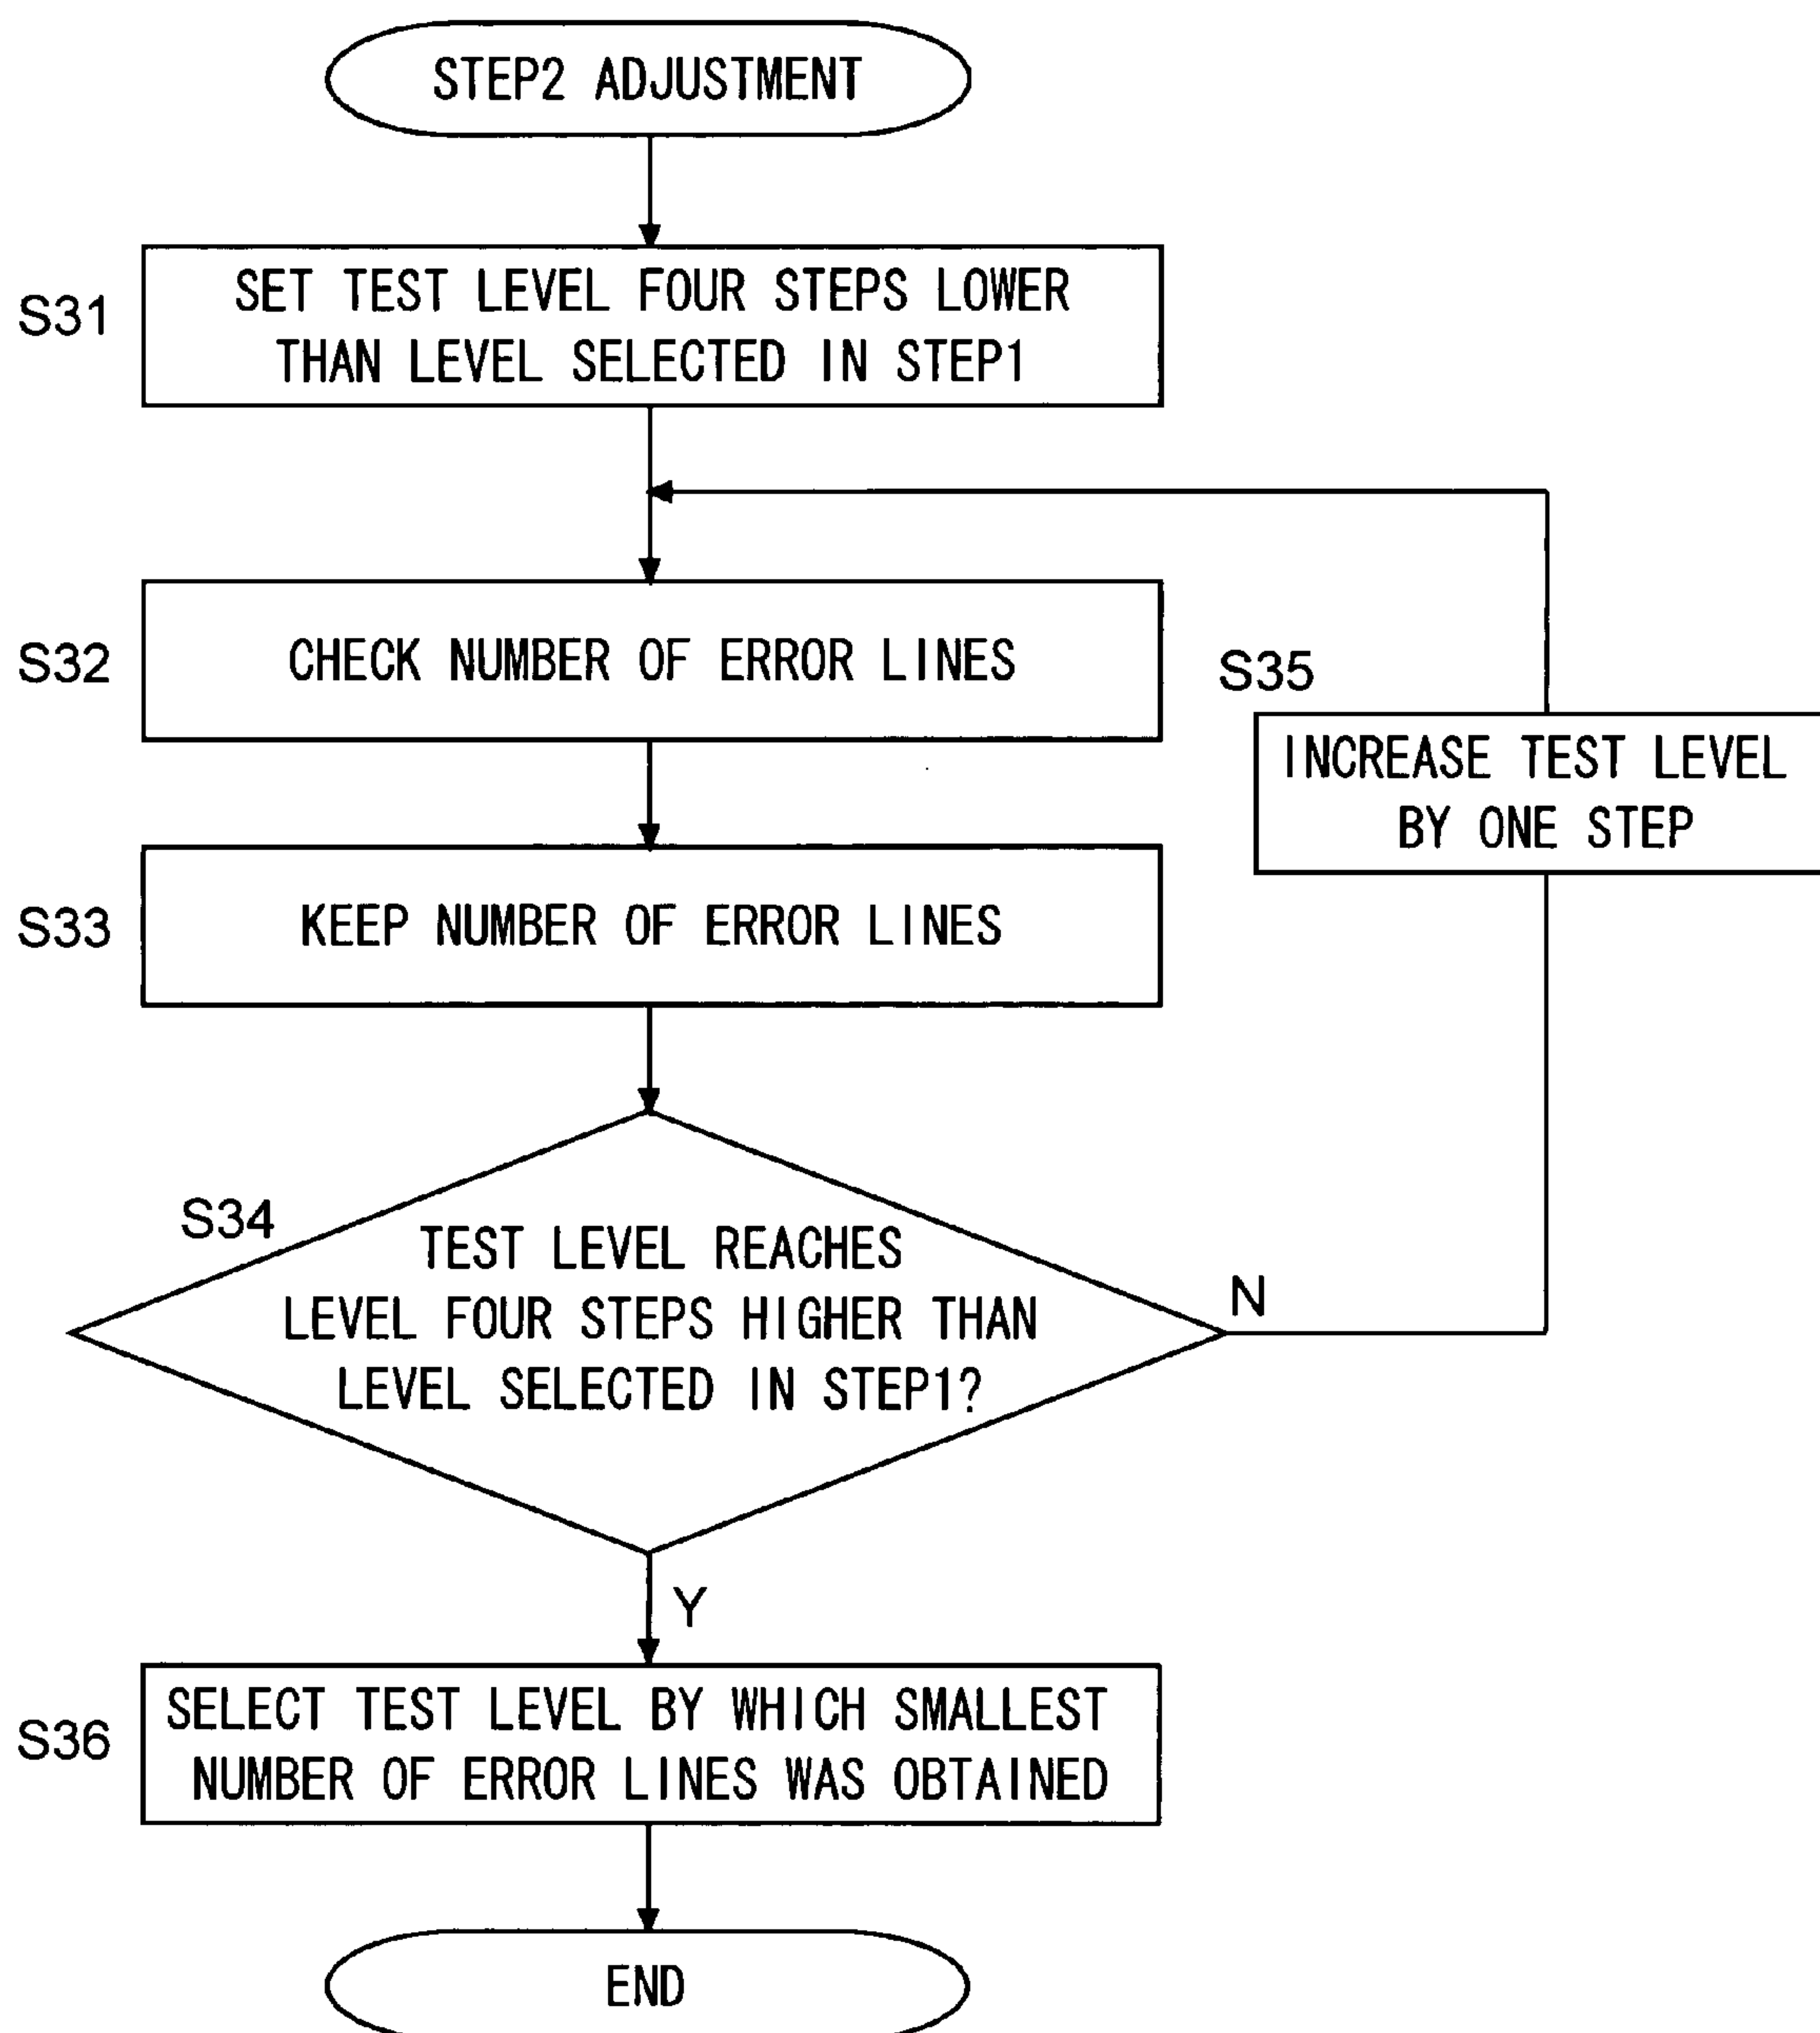 STEP2 ADJUSTMENT
S31
SET TEST LEVEL FOUR STEPS LOWER
THAN LEVEL SELECTED IN STEP1
S32
CHECK NUMBER OF ERROR LINES
S35
INCREASE TEST LEVEL
BY ONE STEP
S33
KEEP NUMBER OF ERROR LINES
S34
TEST LEVEL REACHES
LEVEL FOUR STEPS HIGHER THAN
LEVEL SELECTED IN STEP1?
N
Y
S36
SELECT TEST LEVEL BY WHICH SMALLEST
NUMBER OF ERROR LINES WAS OBTAINED
END